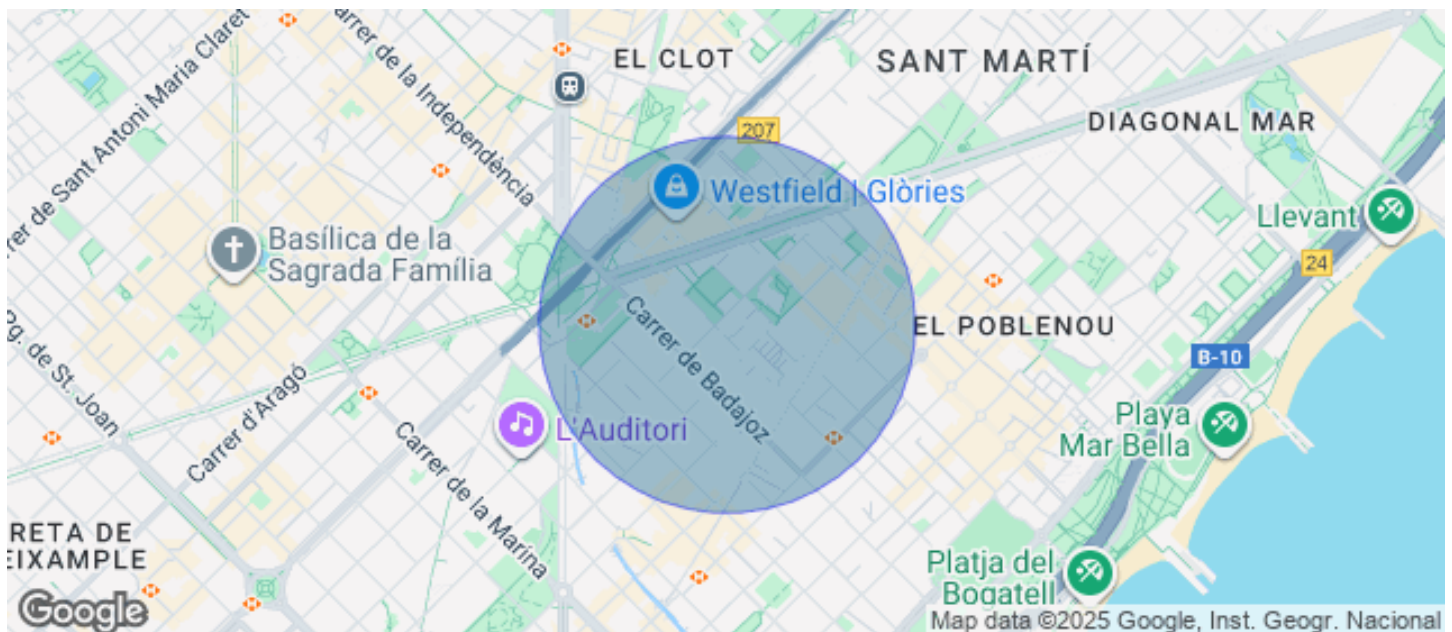 Carrer de Sant Antoni Maria Claret
Carrer de la Independència
EL CLOT
SANT MARTÍ
207
DIAGONAL MAR
Westfield | Glòries
Llevant
Basílica de la
Sagrada Família
24
Pg. de St. Joan
Carrer d'Aragó
Carrer de Badajoz
EL POBLENOU
B-10
L'Auditori
Playa
Mar Bella
Carrer de la Marina
RETA DE
EIXAMPLE
Platja del
Bogatell
Google
Map data ©2025 Google, Inst. Geogr. Nacional